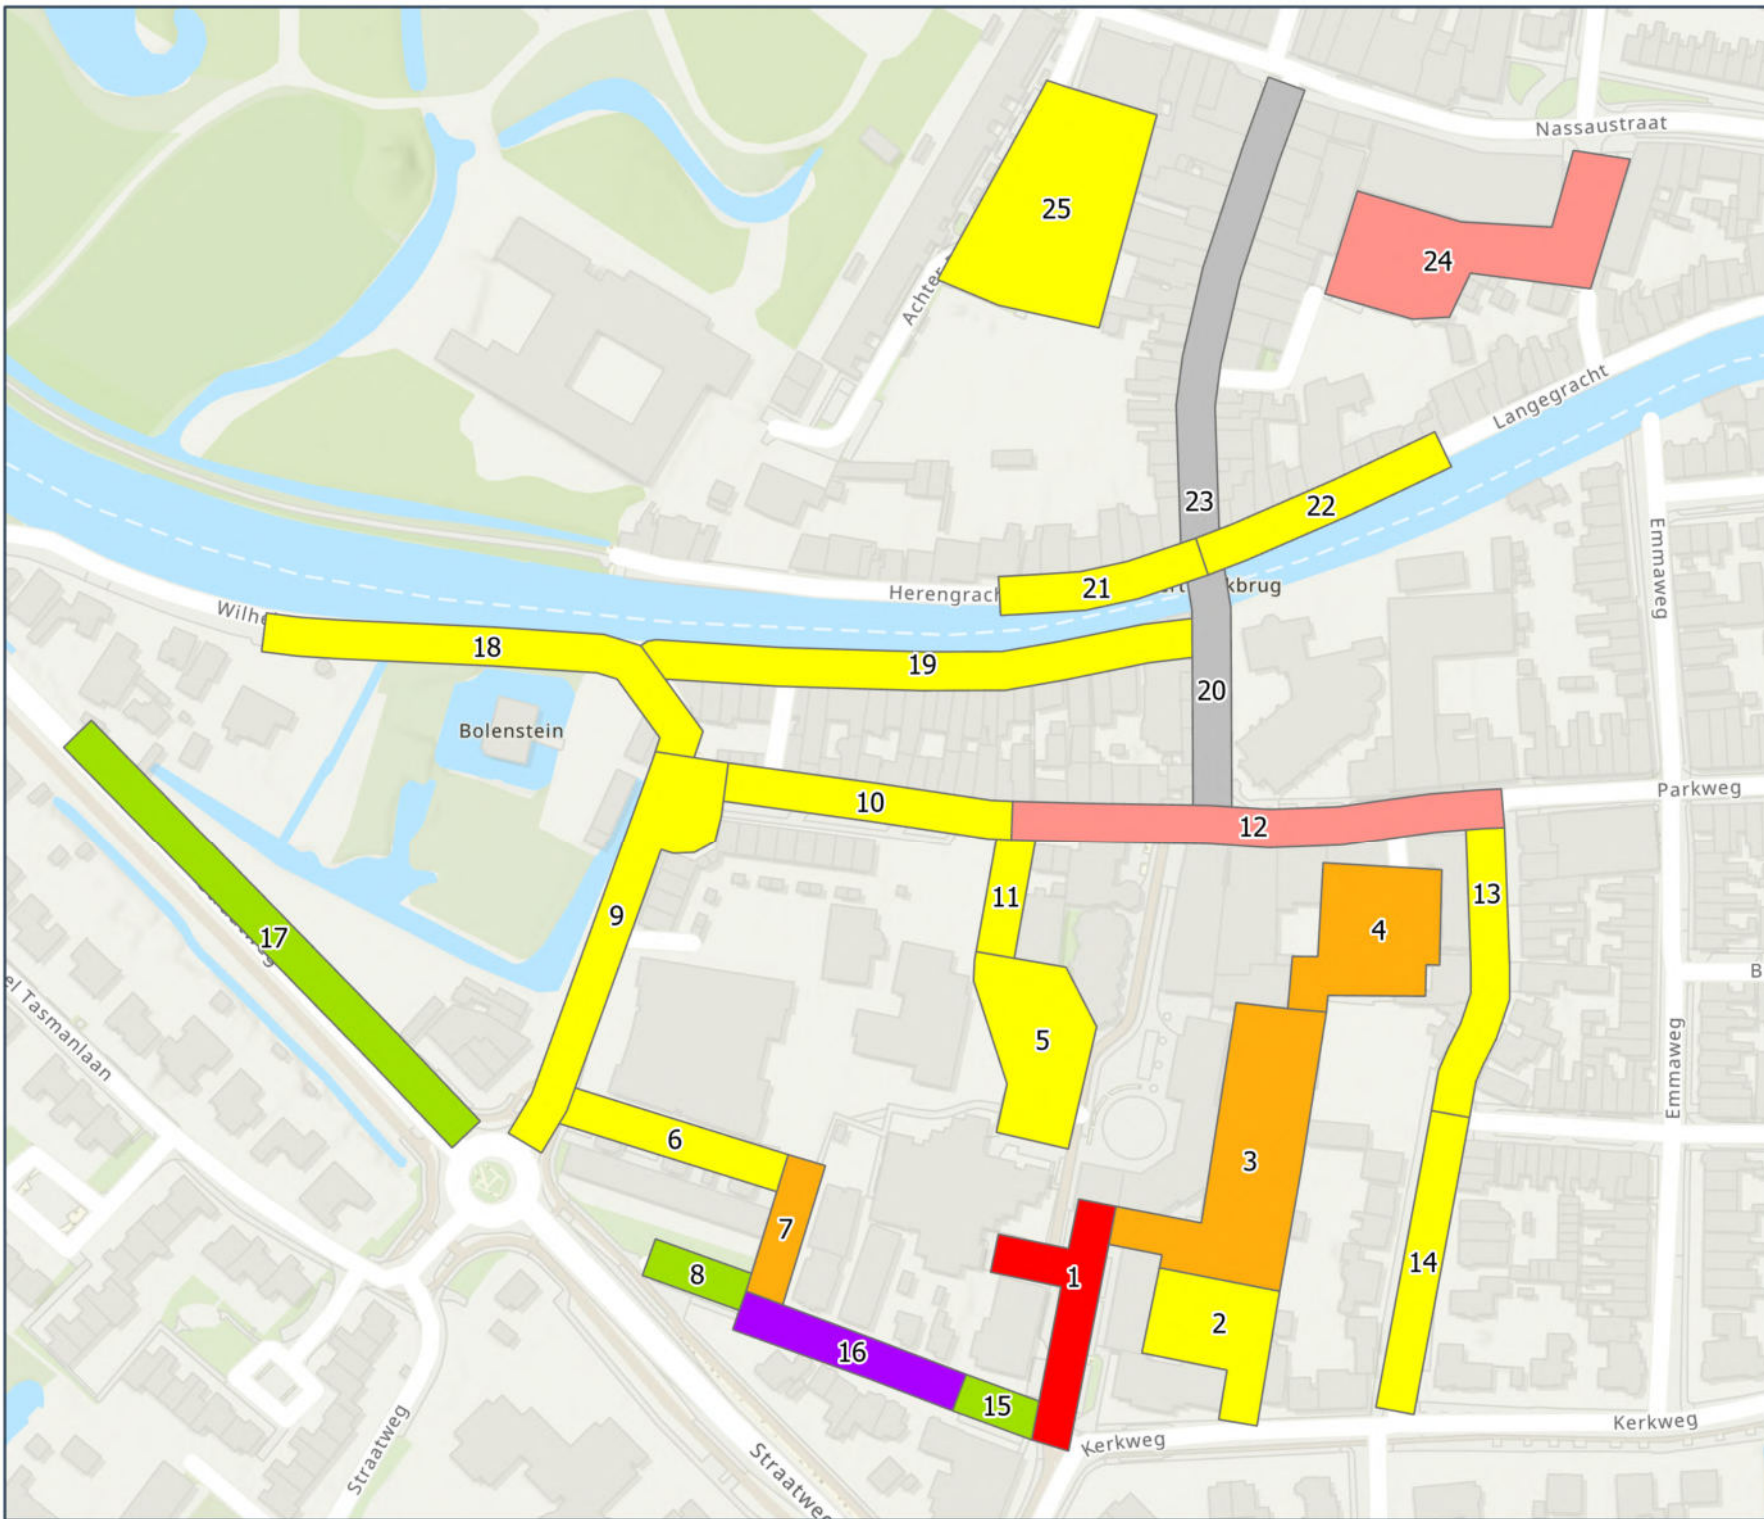 Nassaustraat
25
24
Achter
Langegracht
23
22
Emmaweg
21
Herengrach
kbrug
Wilhe
18
19
20
Bolenstein
Parkweg
10
12
13
11
9
4
17
B
el Tasmanlaan
5
Emmaweg
6
3
7
8
1
14
2
16
15
Straatweg
Kerkweg
Kerkweg
Straatweg